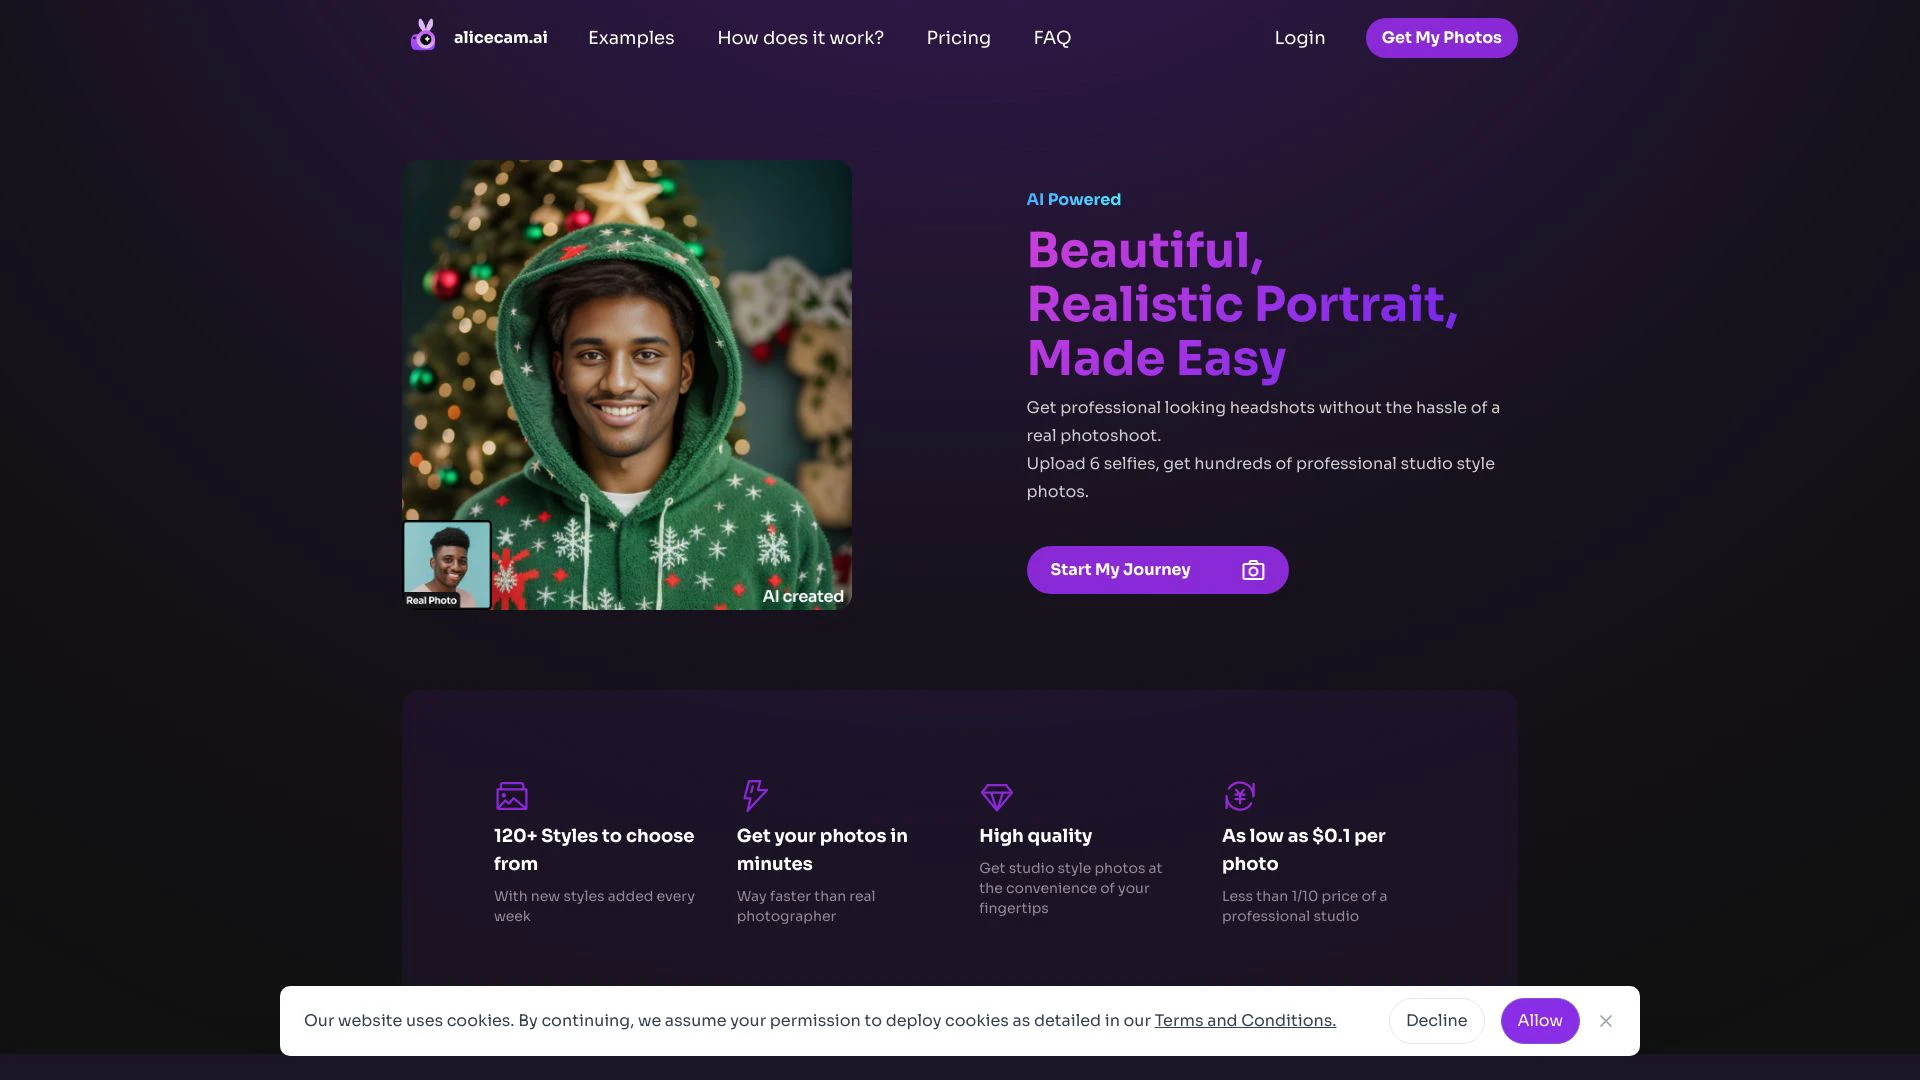 alicecam.ai
Examples
How does it work?
Pricing
FAQ
Login
Get My Photos
AI Powered
Beautiful,
Realistic Portrait,
Made Easy
Get professional looking headshots without the hassle of a
real photoshoot.
Upload 6 selfies, get hundreds of professional studio style
photos.
Start My Journey
Real Photo
AI created
120+ Styles to choose
from
With new styles added every
week
Get your photos in
minutes
Way faster than real
photographer
High quality
Get studio style photos at
the convenience of your
fingertips
As low as $0.1 per
photo
Less than 1/10 price of a
professional studio
Our website uses cookies. By continuing, we assume your permission to deploy cookies as detailed in our Terms and Conditions.
Decline
Allow